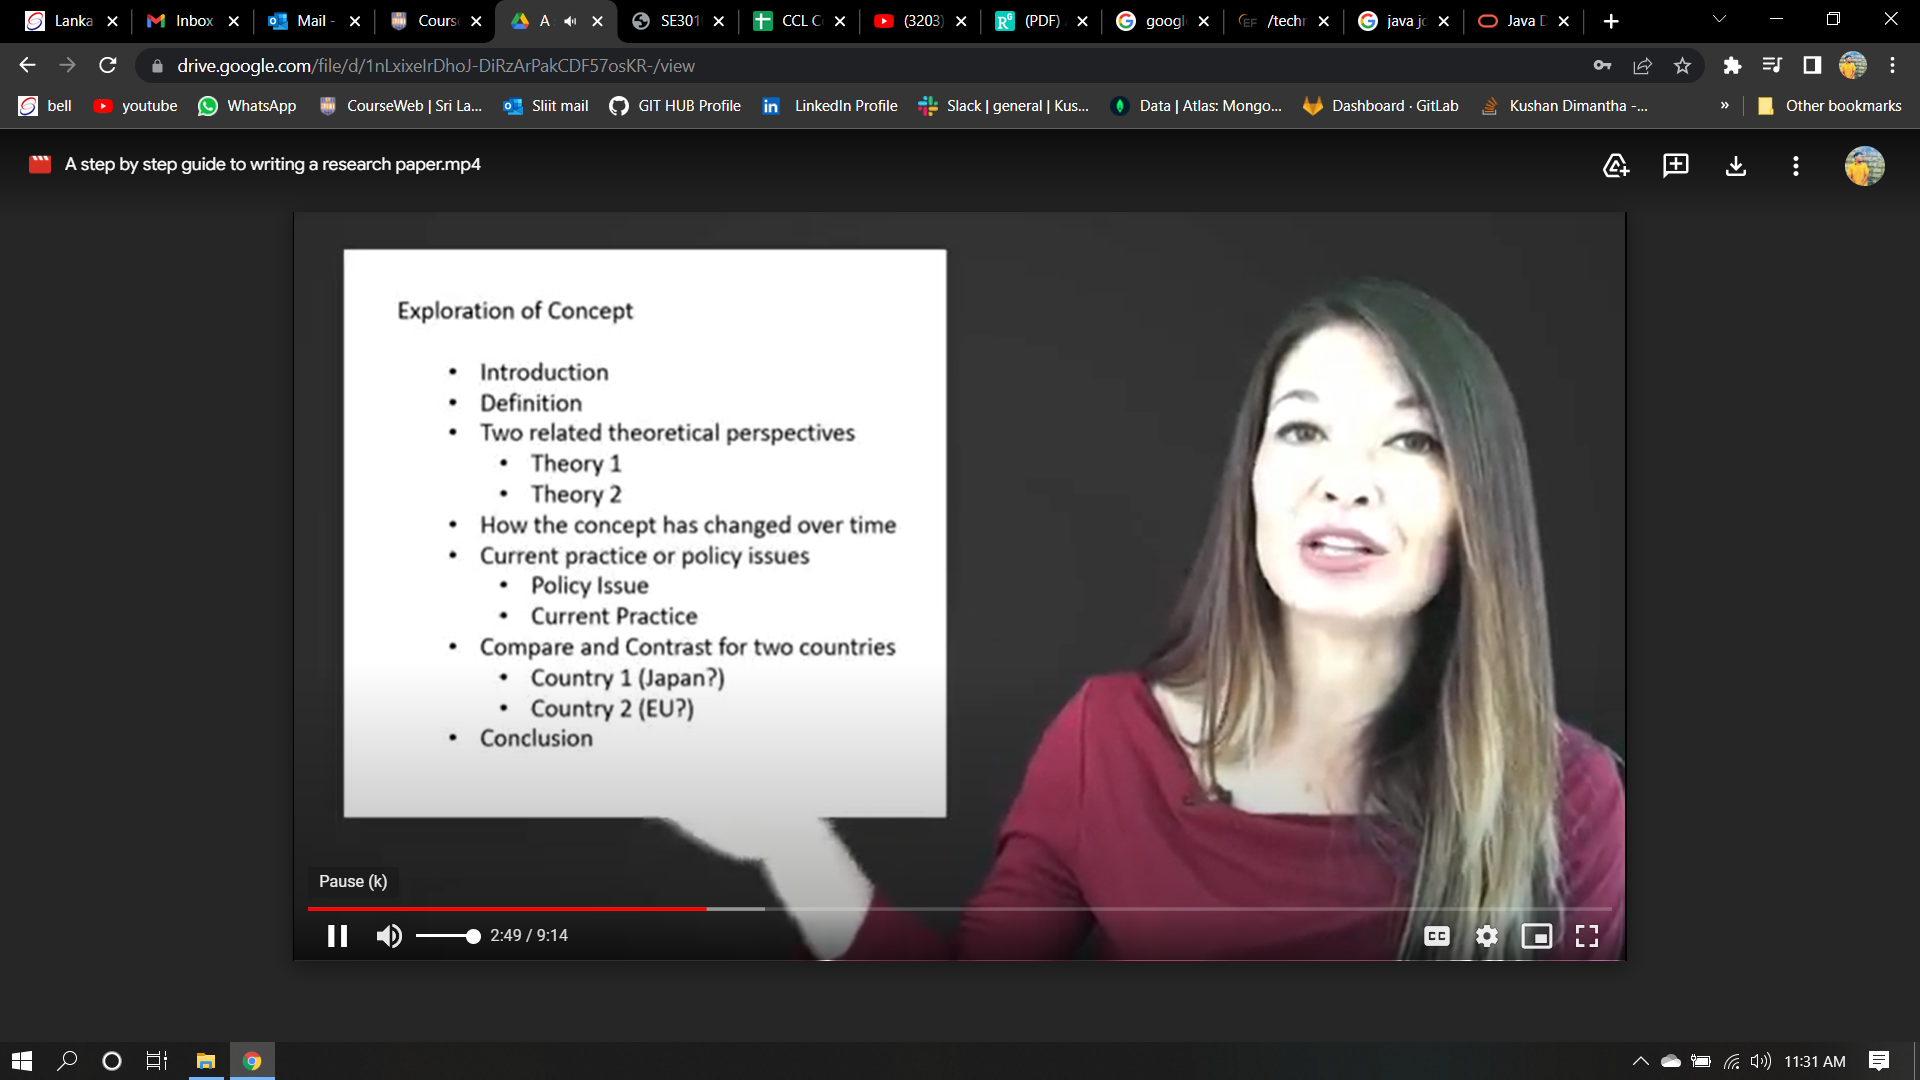 Lanka
Inbox
Mail -
Cours
A
SE301
CCL C
(3203)
(PDF)
googl
/techr
java jo
Java D
drive.google.com/file/d/1nLxixeIrDhoJ-DiRzArPakCDF57osKR-/view
bell
youtube
WhatsApp
CourseWeb | Sri La...
Sliit mail
GIT HUB Profile
LinkedIn Profile
Slack | general | Kus...
Data | Atlas: Mongo...
Dashboard · GitLab
Kushan Dimantha -...
»
Other bookmarks
A step by step guide to writing a research paper.mp4
Exploration of Concept
• Introduction
• Definition
• Two related theoretical perspectives
• Theory 1
• Theory 2
• How the concept has changed over time
• Current practice or policy issues
• Policy Issue
• Current Practice
• Compare and Contrast for two countries
• Country 1 (Japan?)
• Country 2 (EU?)
• Conclusion
Pause (k)
2:49 / 9:14
CC
11:31 AM